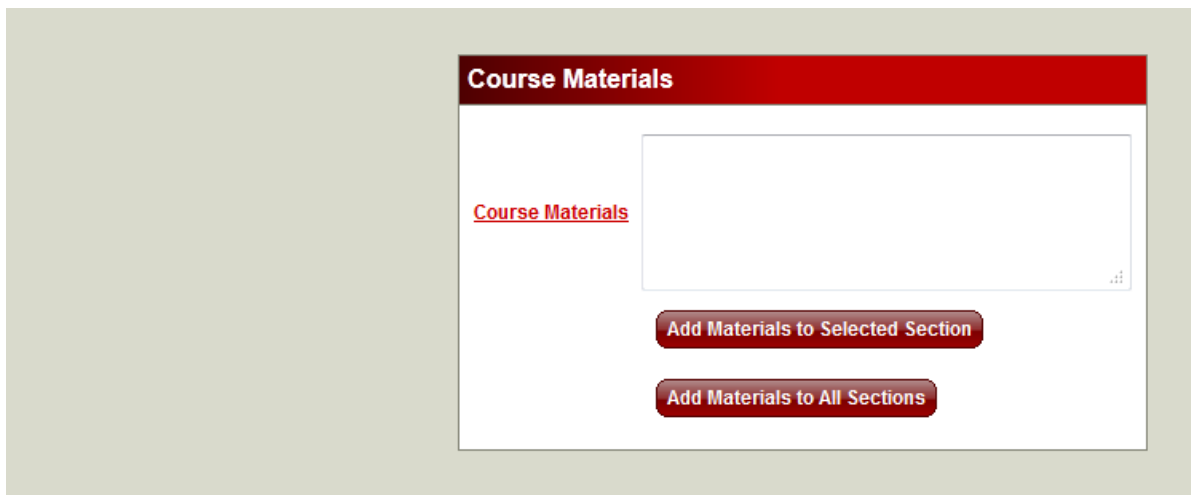 Course Materials
Course Materials
Add Materials to Selected Section
Add Materials to All Sections